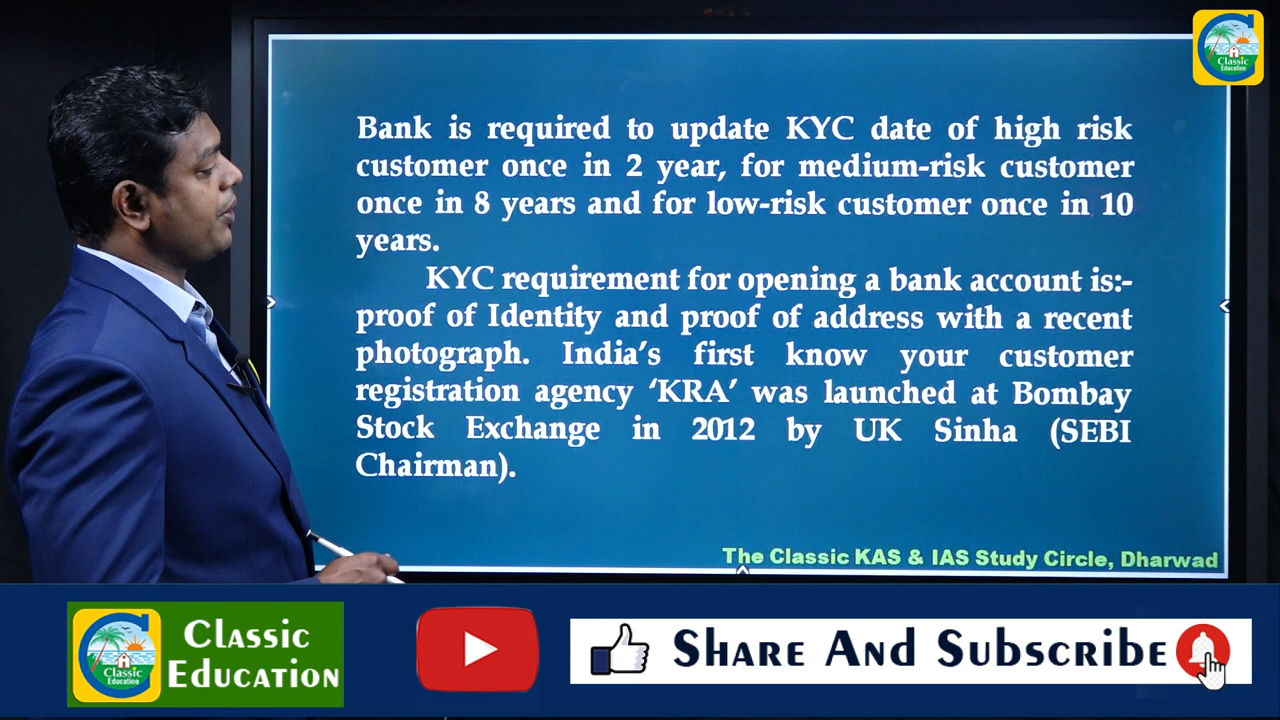 Classic
Education
Bank is required to update KYC date of high risk
customer once in 2 year, for medium-risk customer
once in 8 years and for low-risk customer once in 10
years.
KYC requirement for opening a bank account is:-
proof of Identity and proof of address with a recent
photograph. India’s first know your customer
registration agency ‘KRA’ was launched at Bombay
Stock Exchange in 2012 by UK Sinha (SEBI
Chairman).
The Classic KAS & IAS Study Circle, Dharwad
Classic
Education
Classic
Education
Share And Subscribe